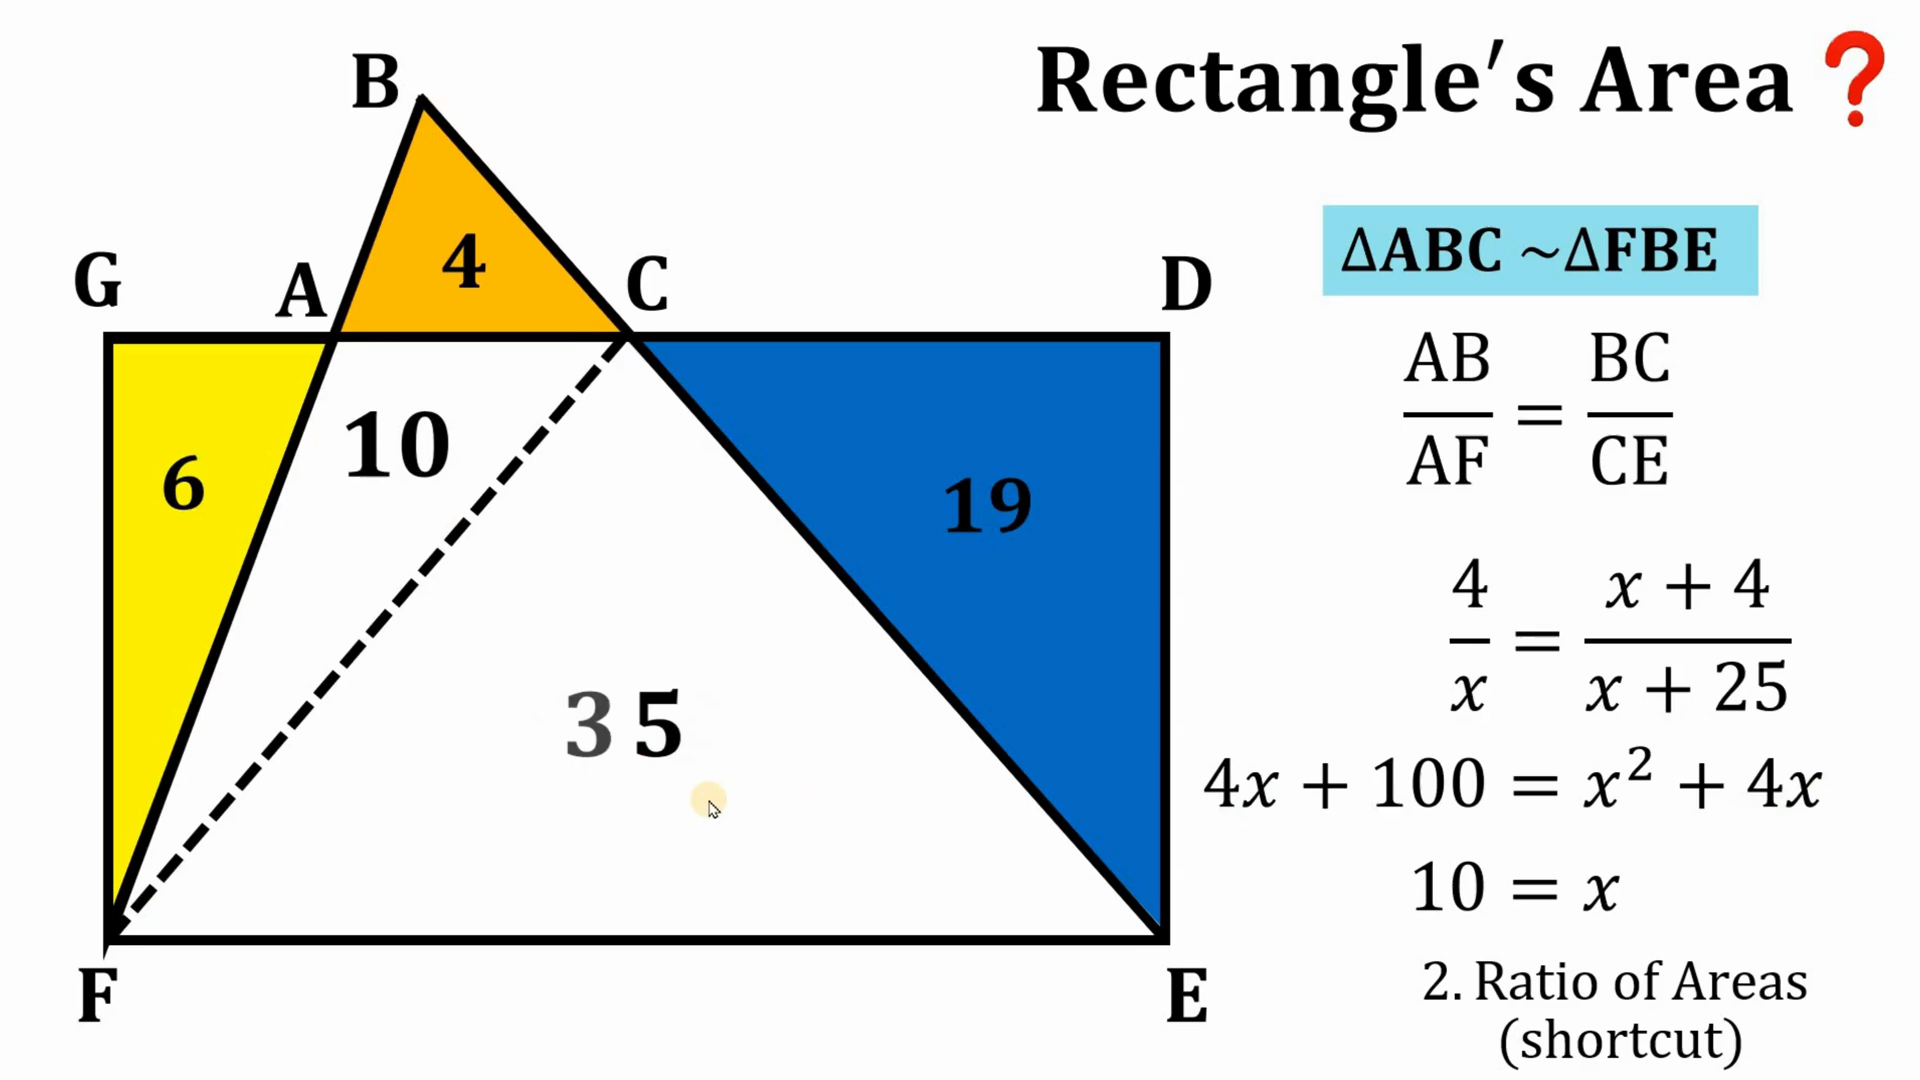 Rectangle's Area ❓
B
4
G
A
C
D
10
6
19
35
F
E
ΔABC ~ΔFBE
AB/AF = BC/CE
4/x = x + 4/x + 25
4x + 100 = x² + 4x
10 = x
2. Ratio of Areas
(shortcut)